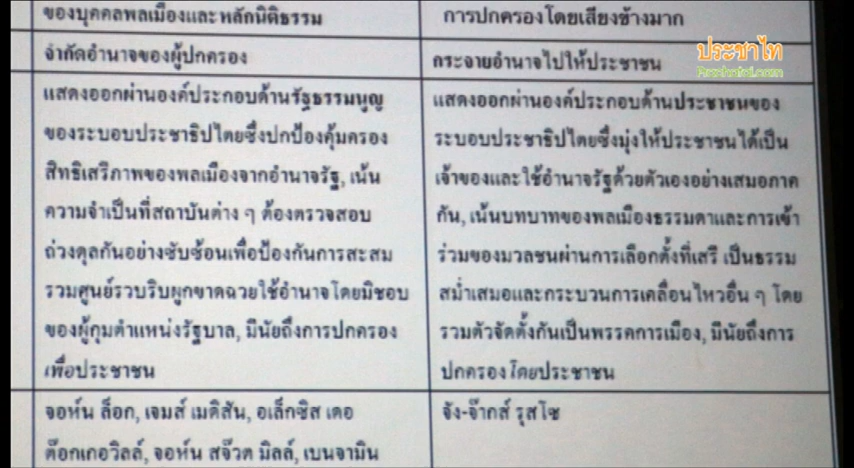 ของบุคคลพลเมืองและหลักนิติธรรม
จำกัดอำนาจของผู้ปกครอง
แสดงออกผ่านองค์ประกอบด้านรัฐธรรมนูญ
ของระบอบประชาธิปไตยซึ่งปกป้องคุ้มครอง
สิทธิเสรีภาพของพลเมืองจากอำนาจรัฐ, เน้น
ความจำเป็นที่สถาบันต่าง ๆ ต้องตรวจสอบ
ถ่วงดุลกันอย่างซับซ้อนเพื่อป้องกันการสะสม
รวมศูนย์รวบริบผูกขาดฉวยใช้อำนาจโดยมิชอบ
ของผู้กุมตำแหน่งรัฐบาล, มีนัยถึงการปกครอง
เพื่อประชาชน
จอห์น ล็อก, เจมส์ เมดิสัน, อเล็กซิส เดอ
ต๊อกเกอวิลล์, จอห์น สจ๊วต มิลล์, เบนจามิน
การปกครองโดยเสียงข้างมาก
กระจายอำนาจไปให้ประชาชน
แสดงออกผ่านองค์ประกอบด้านประชาชนของ
ระบอบประชาธิปไตยซึ่งมุ่งให้ประชาชนได้เป็น
เจ้าของและใช้อำนาจรัฐด้วยตัวเองอย่างเสมอภาค
กัน, เน้นบทบาทของพลเมืองธรรมดาและการเข้า
ร่วมของมวลชนผ่านการเลือกตั้งที่เสรี เป็นธรรม
สม่ำเสมอและกระบวนการเคลื่อนไหวอื่น ๆ โดย
รวมตัวจัดตั้งกันเป็นพรรคการเมือง, มีนัยถึงการ
ปกครองโดยประชาชน
จัง-จ๊ากส์ รุสโซ
ประชาไท
Prachatai.com